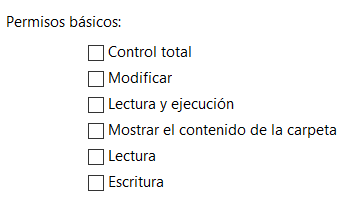 Permisos básicos:
Control total
Modificar
Lectura y ejecución
Mostrar el contenido de la carpeta
Lectura
Escritura